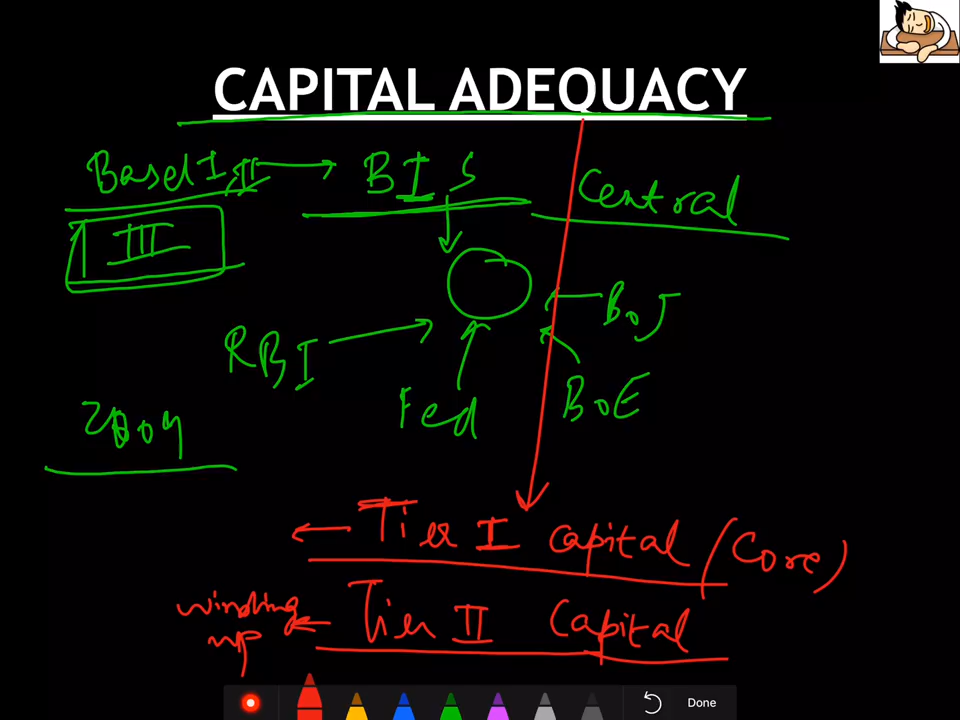 CAPITAL ADEQUACY
Basel I, II → BIS Central
III
RBI Fed BoE BoJ
Tier I Capital / (Core)
winding up Tier II Capital
Done